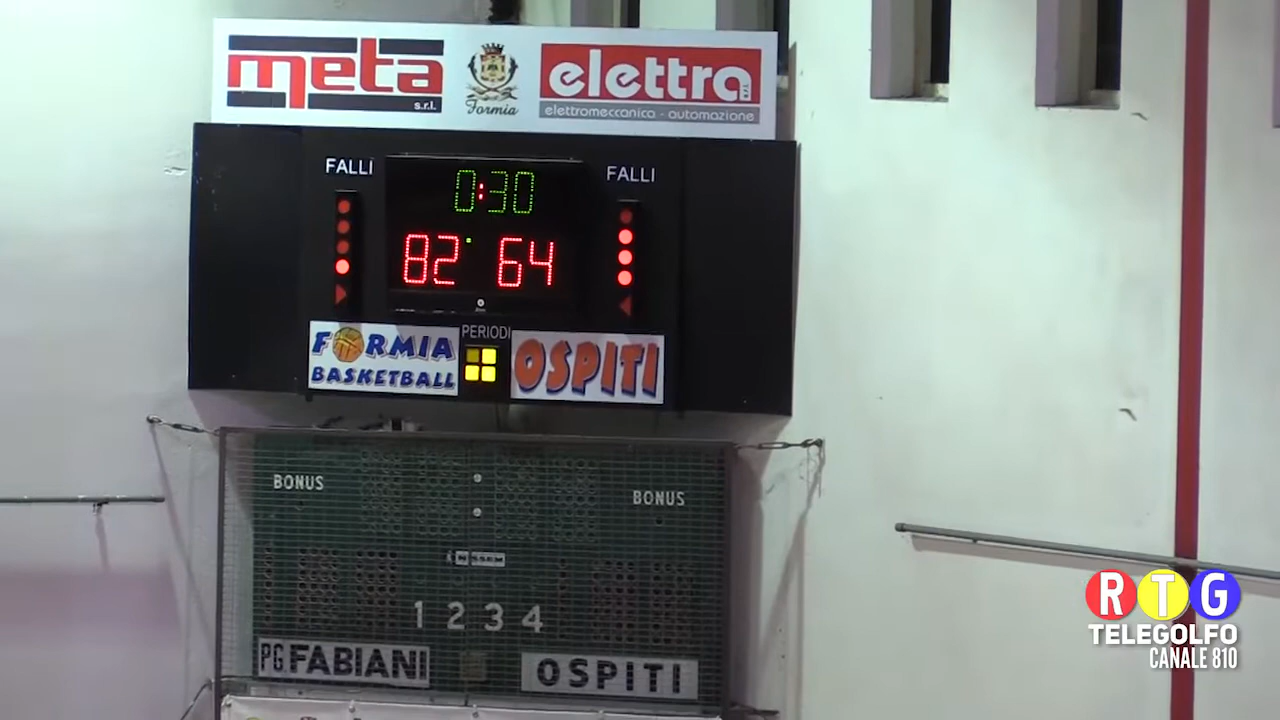 meta
s.r.l.
Formia
elettra
elettromeccanica - automazione
FALLI
FALLI
0:30
82 64
PERIODI
FORMIA
BASKETBALL
OSPITI
BONUS
BONUS
1 2 3 4
PG FABIANI
OSPITI
RTG
TELEGOLFO
CANALE 810